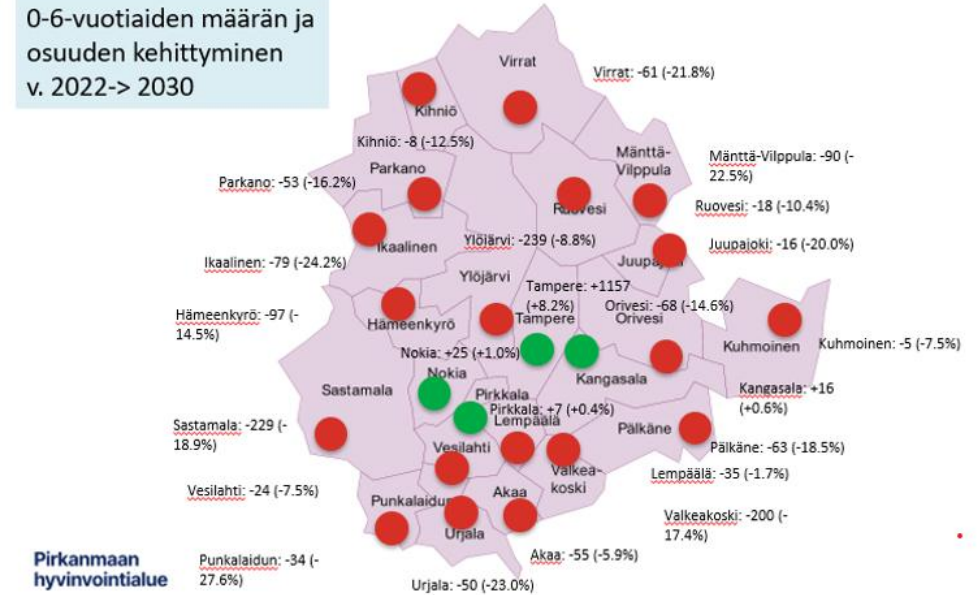 0-6-vuotiaiden määrän ja
osuuden kehittyminen
v. 2022-> 2030
Virrat
Virrat: -61 (-21.8%)
Kihniö
Kihniö: -8 (-12.5%)
Mänttä-
Vilppula
Mänttä-Vilppula: -90 (-
22.5%)
Parkano
Parkano: -53 (-16.2%)
Ruovesi
Ruovesi: -18 (-10.4%)
Ikaalinen
Ylöjärvi: -239 (-8.8%)
Juupajoki: -16 (-20.0%)
Ikaalinen: -79 (-24.2%)
Juupajoki
Ylöjärvi
Tampere: +1157
(+8.2%)
Orivesi: -68 (-14.6%)
Hämeenkyrö: -97 (-
14.5%)
Hämeenkyrö
Tampere
Orivesi
Kuhmoinen
Kuhmoinen: -5 (-7.5%)
Nokia: +25 (+1.0%)
Nokia
Kangasala
Kangasala: +16
(+0.6%)
Sastamala
Pirkkala
Pirkkala: +7 (+0.4%)
Lempäälä
Sastamala: -229 (-
18.9%)
Pälkäne
Pälkäne: -63 (-18.5%)
Vesilahti
Valkea-
koski
Lempäälä: -35 (-1.7%)
Vesilahti: -24 (-7.5%)
Punkalaidun
Akaa
Urjala
Valkeakoski: -200 (-
17.4%)
Pirkanmaan
hyvinvointialue
Punkalaidun: -34 (-
27.6%)
Akaa: -55 (-5.9%)
Urjala: -50 (-23.0%)